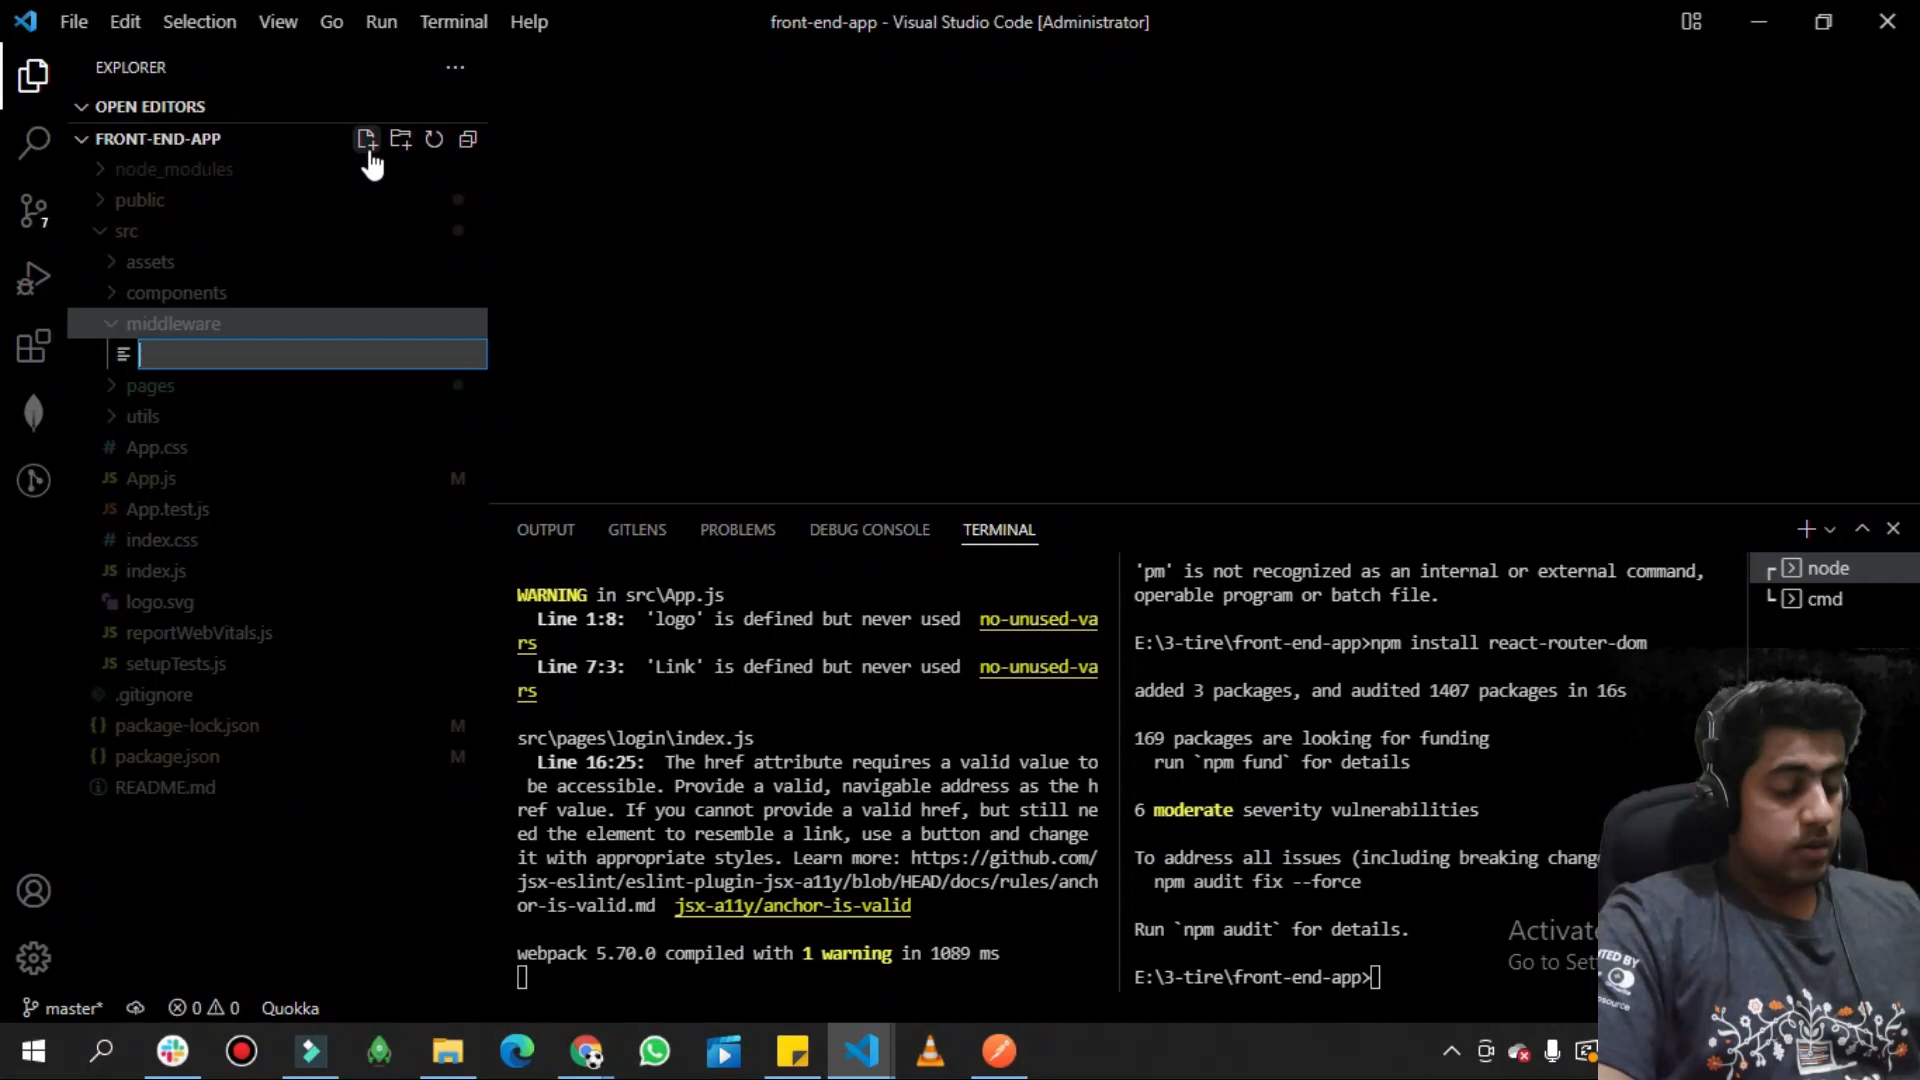 File Edit Selection View Go Run Terminal Help
front-end-app - Visual Studio Code [Administrator]
EXPLORER
OPEN EDITORS
FRONT-END-APP
node_modules
public
src
assets
components
middleware
pages
utils
# App.css
JS App.js M
JS App.test.js
# index.css
JS index.js
logo.svg
JS reportWebVitals.js
JS setupTests.js
.gitignore
{} package-lock.json M
{} package.json M
README.md
7
OUTPUT GITLENS PROBLEMS DEBUG CONSOLE TERMINAL
WARNING in src\App.js
Line 1:8: 'logo' is defined but never used no-unused-va
rs
Line 7:3: 'Link' is defined but never used no-unused-va
rs
src\pages\login\index.js
Line 16:25: The href attribute requires a valid value to
be accessible. Provide a valid, navigable address as the h
ref value. If you cannot provide a valid href, but still ne
ed the element to resemble a link, use a button and change
it with appropriate styles. Learn more: https://github.com/
jsx-eslint/eslint-plugin-jsx-a11y/blob/HEAD/docs/rules/anch
or-is-valid.md jsx-a11y/anchor-is-valid
webpack 5.70.0 compiled with 1 warning in 1089 ms
'pm' is not recognized as an internal or external command,
operable program or batch file.
E:\3-tire\front-end-app>npm install react-router-dom
added 3 packages, and audited 1407 packages in 16s
169 packages are looking for funding
run `npm fund` for details
6 moderate severity vulnerabilities
To address all issues (including breaking chang
npm audit fix --force
Run `npm audit` for details.
E:\3-tire\front-end-app>
node
cmd
Activat
Go to Set
master* 0 0 Quokka